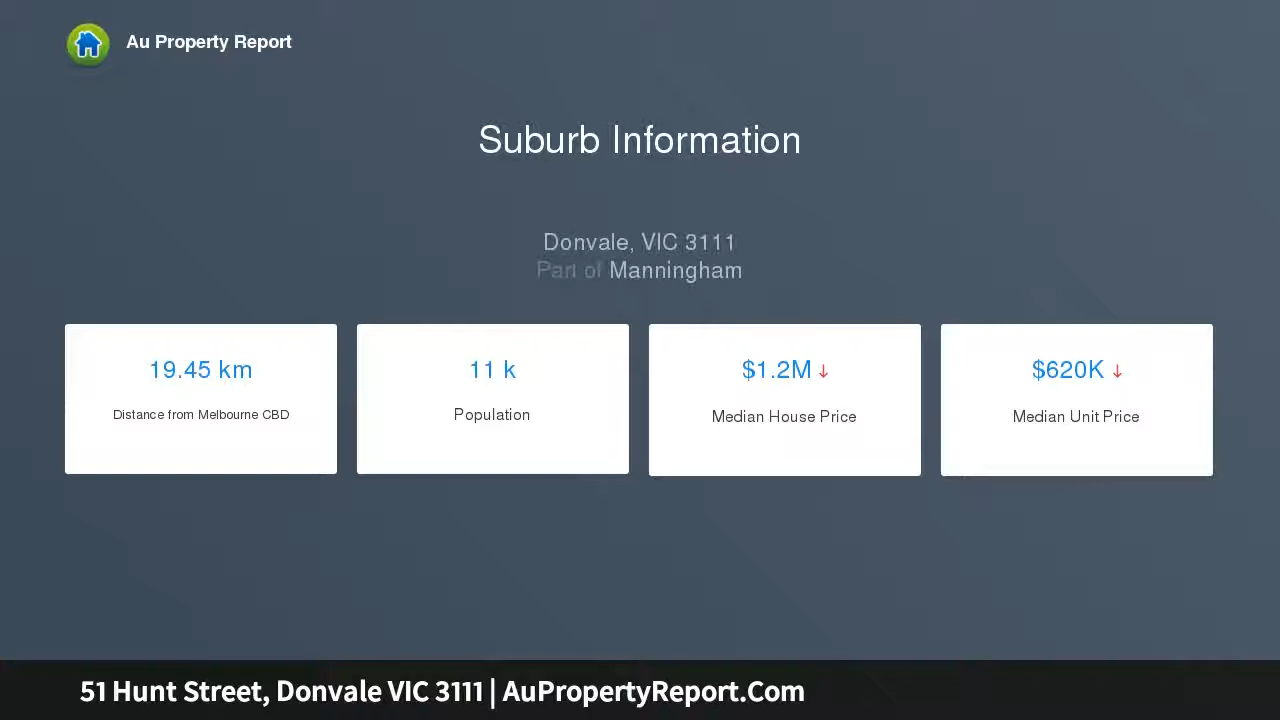 Au Property Report
Suburb Information
Donvale, VIC 3111
Part of Manningham
19.45 km
Distance from Melbourne CBD
11 k
Population
$1.2M ↓
Median House Price
$620K ↓
Median Unit Price
51 Hunt Street, Donvale VIC 3111 | AuPropertyReport.Com